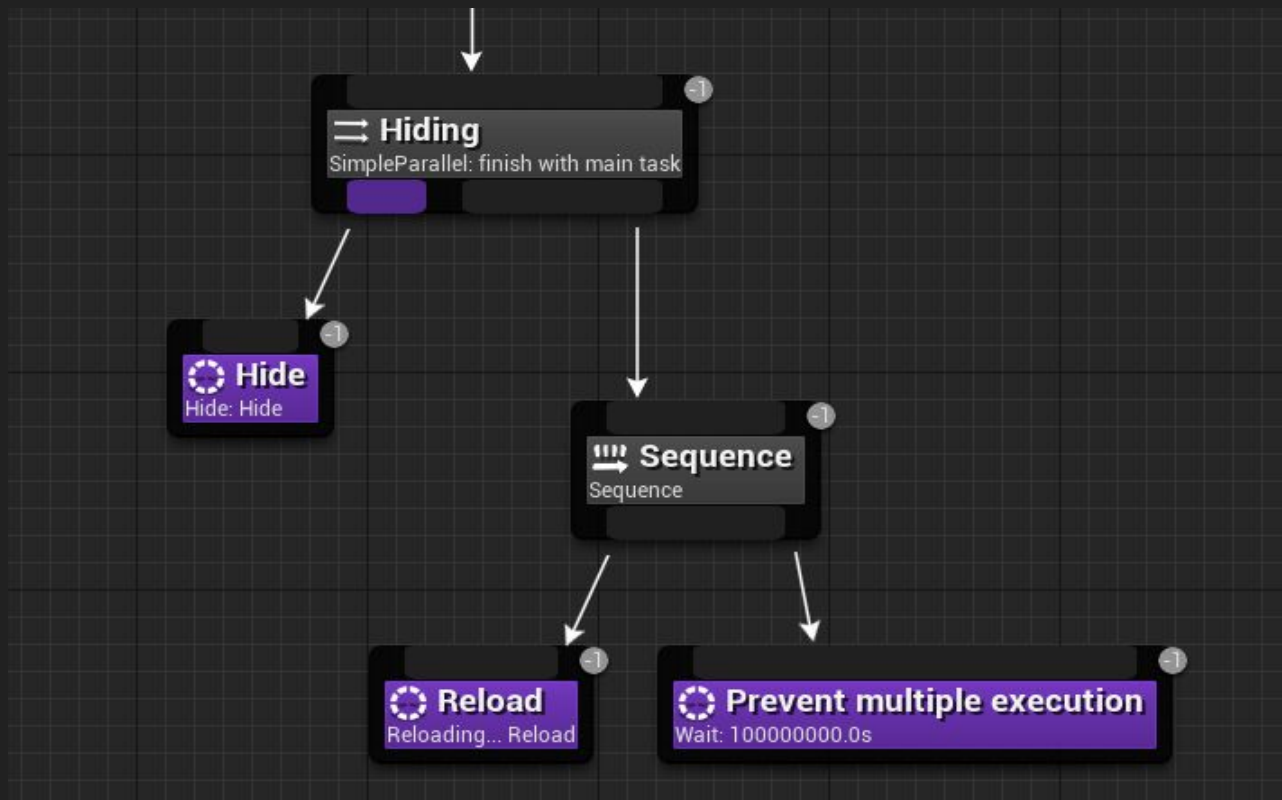 -1
Hiding
SimpleParallel: finish with main task
-1
Hide
Hide: Hide
-1
Sequence
Sequence
-1
Reload
Reloading... Reload
-1
Prevent multiple execution
Wait: 100000000.0s